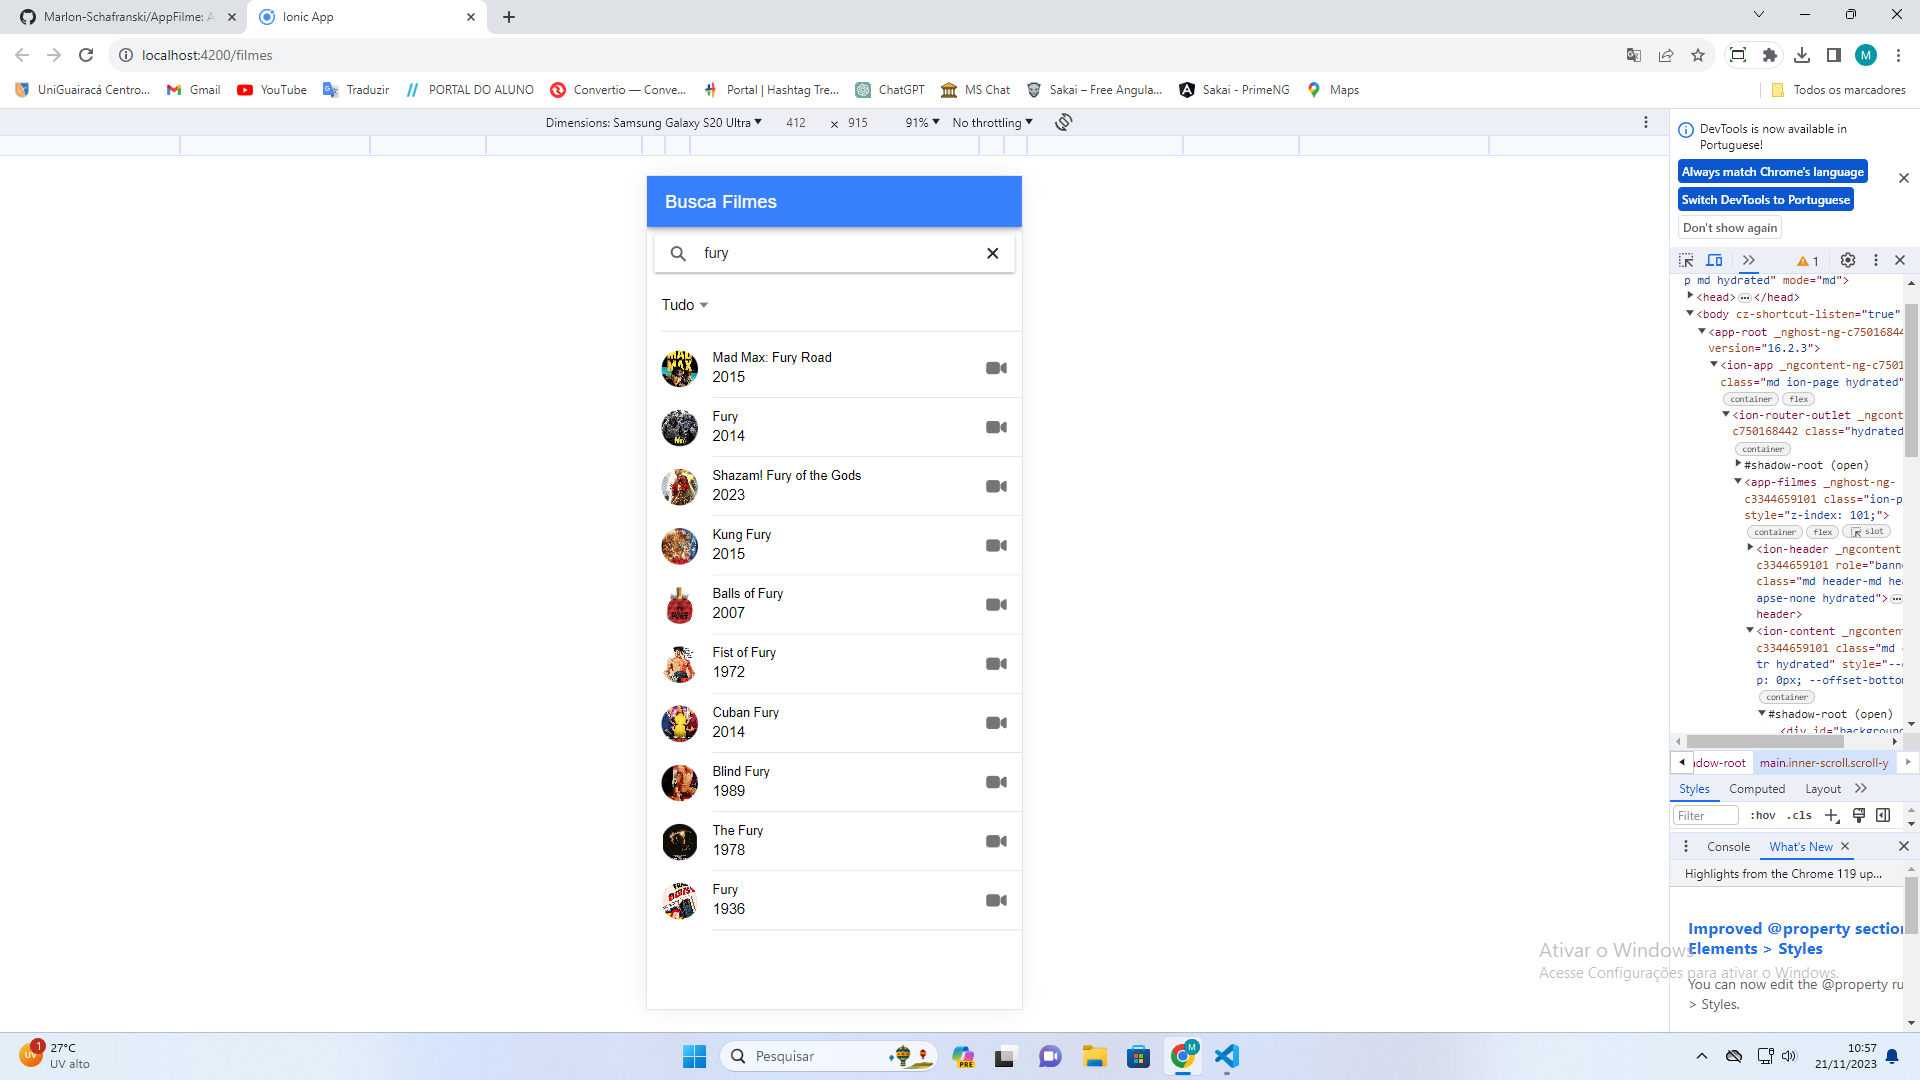 Marlon-Schafranski/AppFilme: A
Ionic App
localhost:4200/filmes
UniGuairacá Centro...
Gmail
YouTube
Traduzir
PORTAL DO ALUNO
Convertio — Conve...
Portal | Hashtag Tre...
ChatGPT
MS Chat
Sakai – Free Angula...
Sakai - PrimeNG
Maps
Todos os marcadores
Dimensions: Samsung Galaxy S20 Ultra
412 x 915
91%
No throttling
Busca Filmes
fury
Tudo
Mad Max: Fury Road
2015
Fury
2014
Shazam! Fury of the Gods
2023
Kung Fury
2015
Balls of Fury
2007
Fist of Fury
1972
Cuban Fury
2014
Blind Fury
1989
The Fury
1978
Fury
1936
DevTools is now available in
Portuguese!
Always match Chrome's language
Switch DevTools to Portuguese
Don't show again
1
p md hydrated" mode="md">
<head> ... </head>
<body cz-shortcut-listen="true"
<app-root _nghost-ng-c7501684
version="16.2.3">
<ion-app _ngcontent-ng-c7501
class="md ion-page hydrated"
container flex
<ion-router-outlet _ngcont
c750168442 class="hydrated
container
#shadow-root (open)
<app-filmes _nghost-ng-
c3344659101 class="ion-p
style="z-index: 101;">
container flex slot
<ion-header _ngcontent
c3344659101 role="bann
class="md header-md hea
apse-none hydrated"> ...
header>
<ion-content _ngconten
c3344659101 class="md
tr hydrated" style="--
p: 0px; --offset-botto
container
#shadow-root (open)
<div id="background
dow-root
main.inner-scroll.scroll-y
Styles
Computed
Layout
Filter
:hov
.cls
Console
What's New
Highlights from the Chrome 119 up...
Improved @property section
Elements > Styles
You can now edit the @property ru
> Styles.
Ativar o Windows
Acesse Configurações para ativar o Windows.
1
UV
27°C
UV alto
Pesquisar
PRE
M
M
10:57
21/11/2023